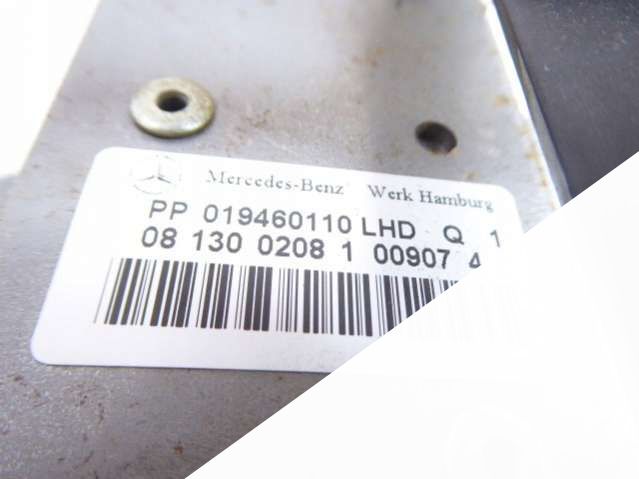 Mercedes-Benz Werk Hamburg
PP 019460110 LHD Q 1
08 130 0208 1 00907 4